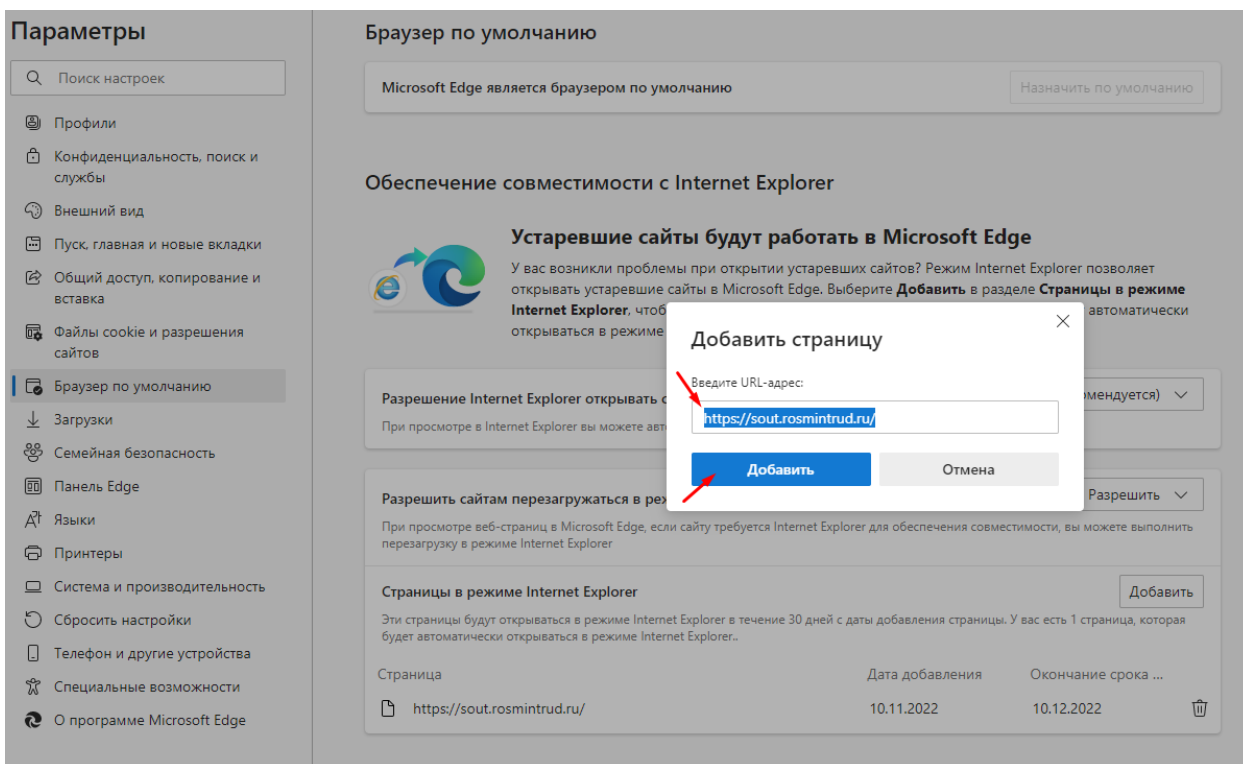 Параметры
Поиск настроек
Профили
Конфиденциальность, поиск и
службы
Внешний вид
Пуск, главная и новые вкладки
Общий доступ, копирование и
вставка
Файлы cookie и разрешения
сайтов
Браузер по умолчанию
Загрузки
Семейная безопасность
Панель Edge
Языки
Принтеры
Система и производительность
Сбросить настройки
Телефон и другие устройства
Специальные возможности
О программе Microsoft Edge
Браузер по умолчанию
Microsoft Edge является браузером по умолчанию
Назначить по умолчанию
Обеспечение совместимости с Internet Explorer
Устаревшие сайты будут работать в Microsoft Edge
У вас возникли проблемы при открытии устаревших сайтов? Режим Internet Explorer позволяет
открывать устаревшие сайты в Microsoft Edge. Выберите Добавить в разделе Страницы в режиме
Internet Explorer, автоматически
открываться в режиме
Добавить страницу
Введите URL-адрес:
https://sout.rosmintrud.ru/
Добавить
Отмена
Разрешение Internet Explorer открывать
При просмотре в Internet Explorer вы можете
Разрешить сайтам перезагружаться в
Разрешить
При просмотре веб-страниц в Microsoft Edge, если сайту требуется Internet Explorer для обеспечения совместимости, вы можете выполнить
перезагрузку в режиме Internet Explorer
Страницы в режиме Internet Explorer
Добавить
Эти страницы будут открываться в режиме Internet Explorer в течение 30 дней с даты добавления страницы. У вас есть 1 страница, которая
будет автоматически открываться в режиме Internet Explorer..
Страница Дата добавления Окончание срока ...
https://sout.rosmintrud.ru/ 10.11.2022 10.12.2022